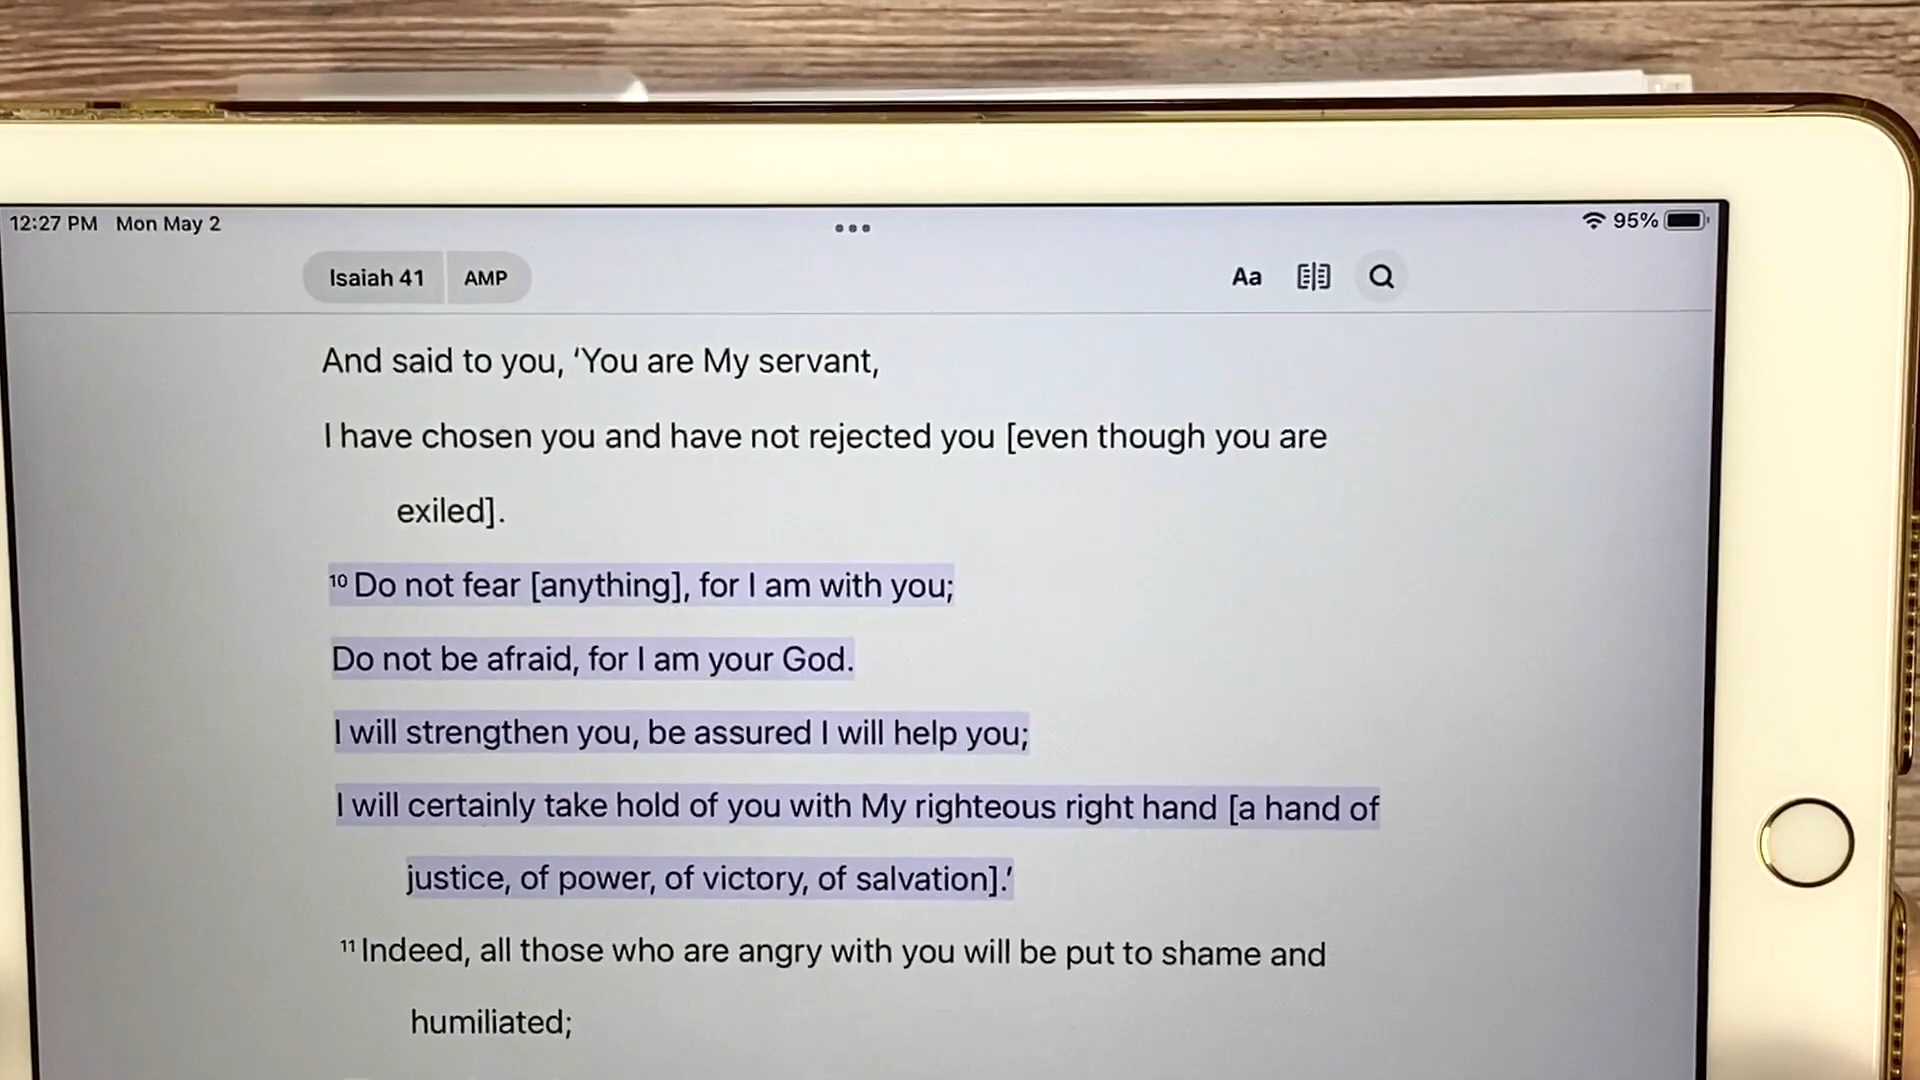 12:27 PM Mon May 2
95%
Isaiah 41 AMP
Aa
And said to you, ‘You are My servant,
I have chosen you and have not rejected you [even though you are
exiled].
10 Do not fear [anything], for I am with you;
Do not be afraid, for I am your God.
I will strengthen you, be assured I will help you;
I will certainly take hold of you with My righteous right hand [a hand of
justice, of power, of victory, of salvation].’
11 Indeed, all those who are angry with you will be put to shame and
humiliated;